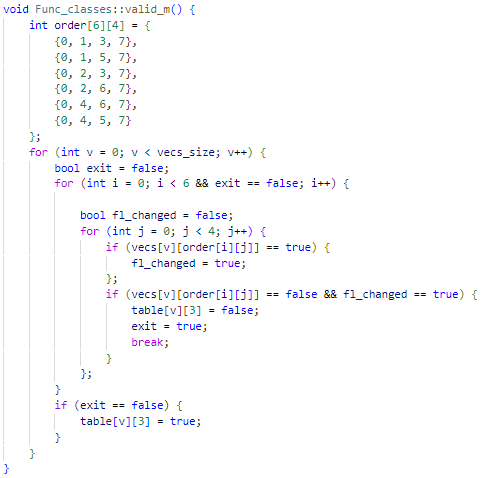 void Func_classes::valid_m() {
    int order[6][4] = {
        {0, 1, 3, 7},
        {0, 1, 5, 7},
        {0, 2, 3, 7},
        {0, 2, 6, 7},
        {0, 4, 6, 7},
        {0, 4, 5, 7}
    };
    for (int v = 0; v < vecs_size; v++) {
        bool exit = false;
        for (int i = 0; i < 6 && exit == false; i++) {

            bool fl_changed = false;
            for (int j = 0; j < 4; j++) {
                if (vecs[v][order[i][j]] == true) {
                    fl_changed = true;
                };
                if (vecs[v][order[i][j]] == false && fl_changed == true) {
                    table[v][3] = false;
                    exit = true;
                    break;
                }
            };
        }
        if (exit == false) {
            table[v][3] = true;
        }
    }
}